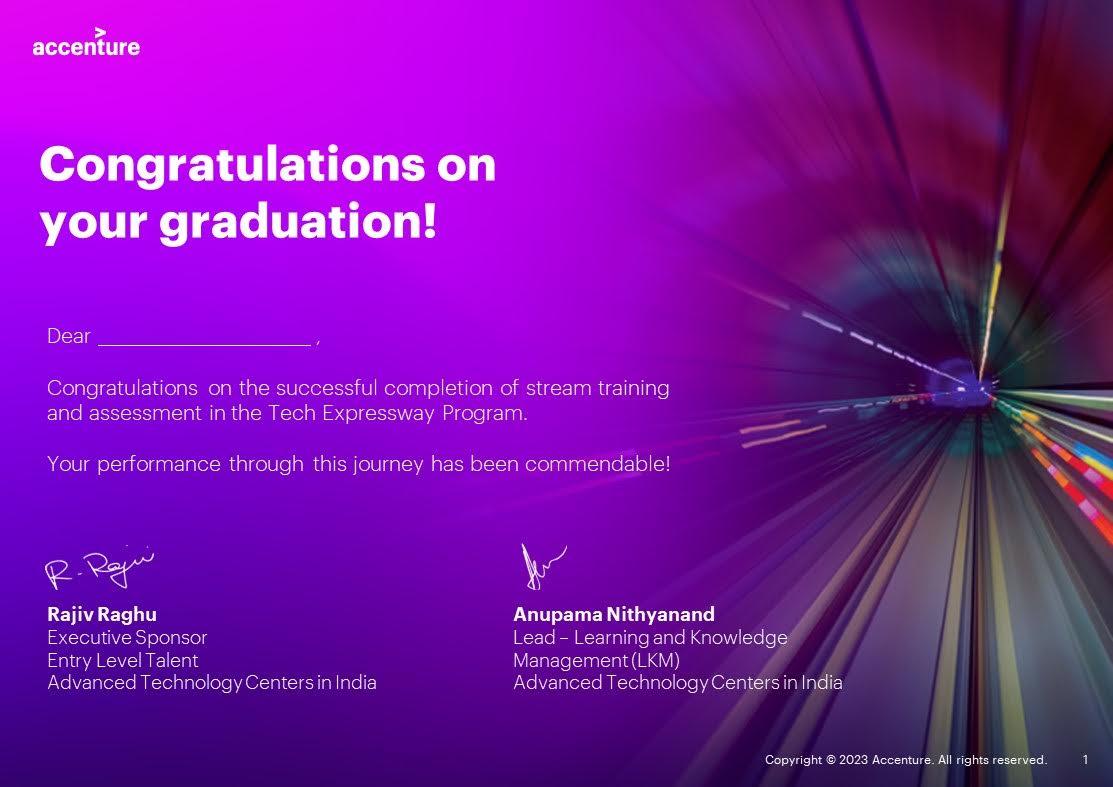 accenture
Congratulations on
your graduation!
Dear ____________________ ,
Congratulations on the successful completion of stream training
and assessment in the Tech Expressway Program.
Your performance through this journey has been commendable!
R. Rajiv
Rajiv Raghu
Executive Sponsor
Entry Level Talent
Advanced Technology Centers in India
Anupama Nithyanand
Lead – Learning and Knowledge
Management (LKM)
Advanced Technology Centers in India
Copyright © 2023 Accenture. All rights reserved. 1